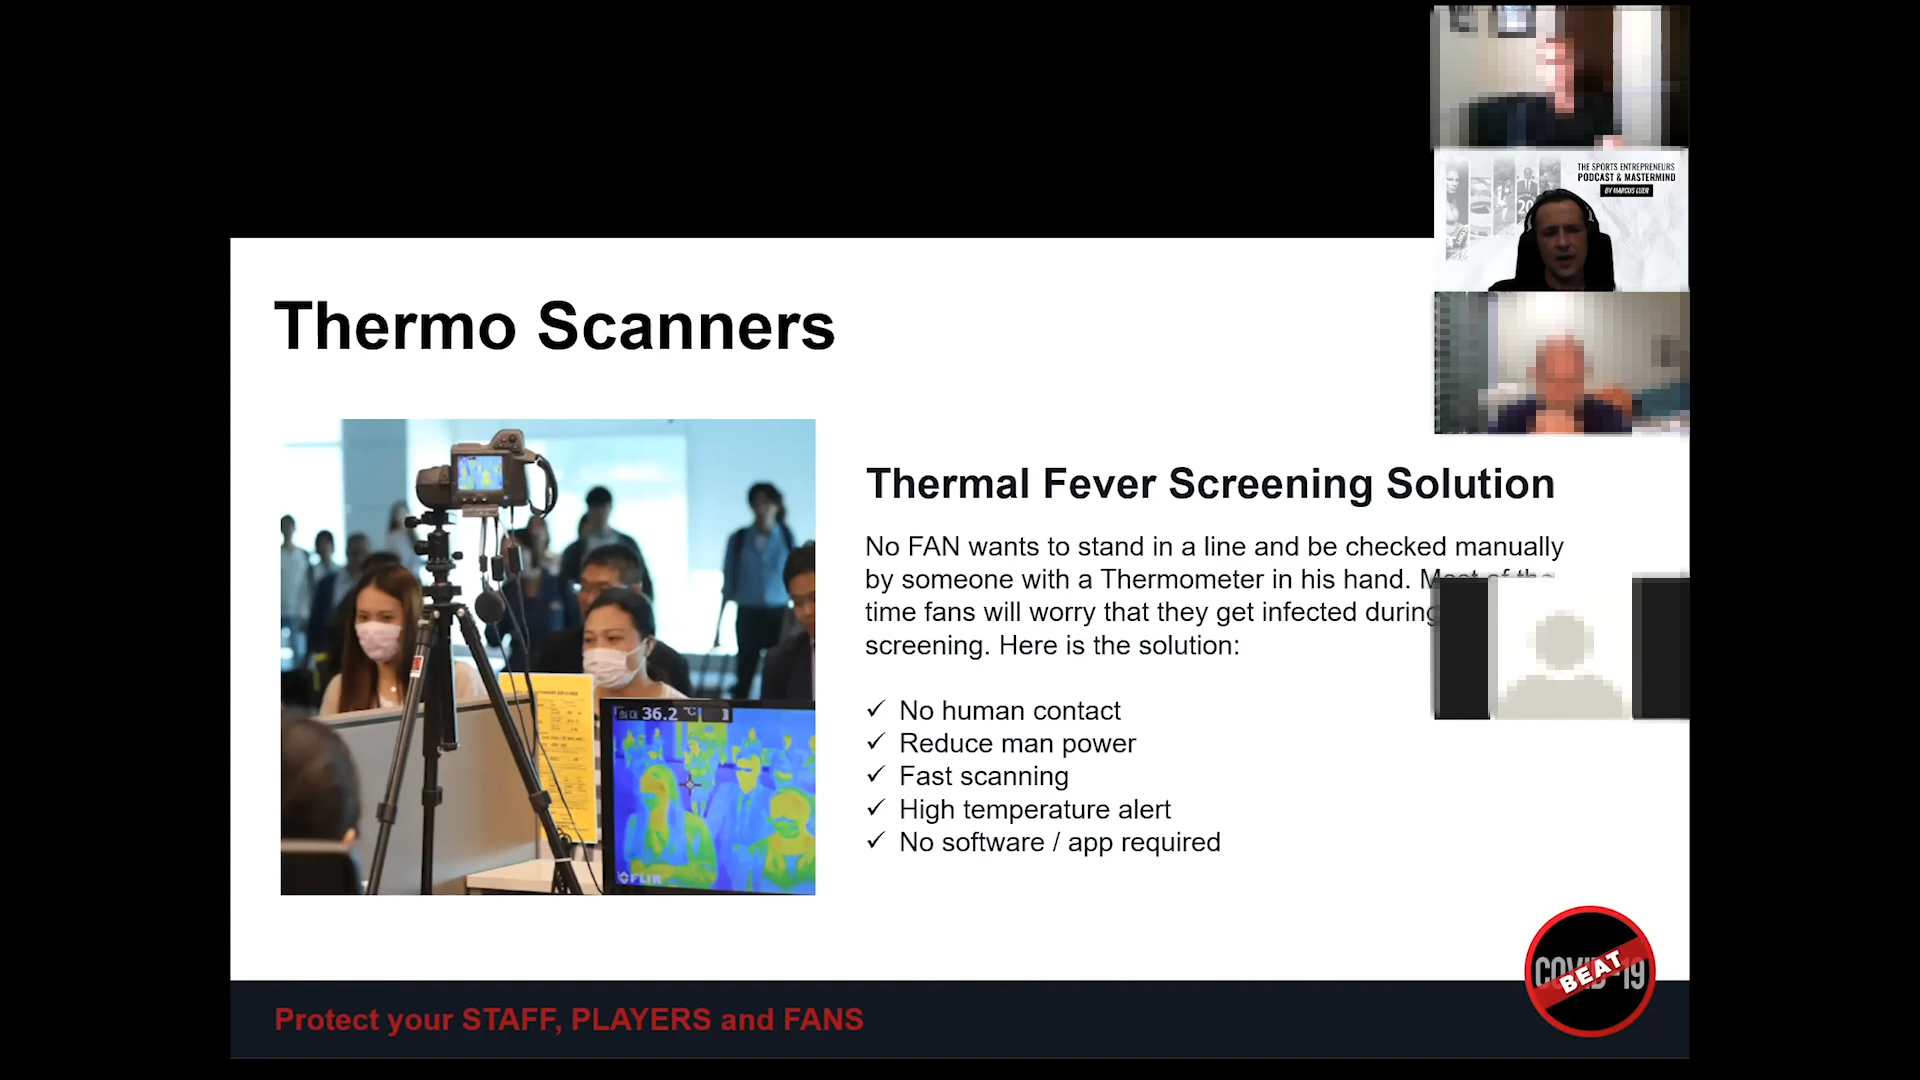 THE SPORTS ENTREPRENEURS
PODCAST & MASTERMIND
BY MARCUS LUER
Thermo Scanners
Thermal Fever Screening Solution
No FAN wants to stand in a line and be checked manually
by someone with a Thermometer in his hand. Most of the
time fans will worry that they get infected during
screening. Here is the solution:
✓ No human contact
✓ Reduce man power
✓ Fast scanning
✓ High temperature alert
✓ No software / app required
36.2 °C
FLIR
COVID-19
BEAT
Protect your STAFF, PLAYERS and FANS